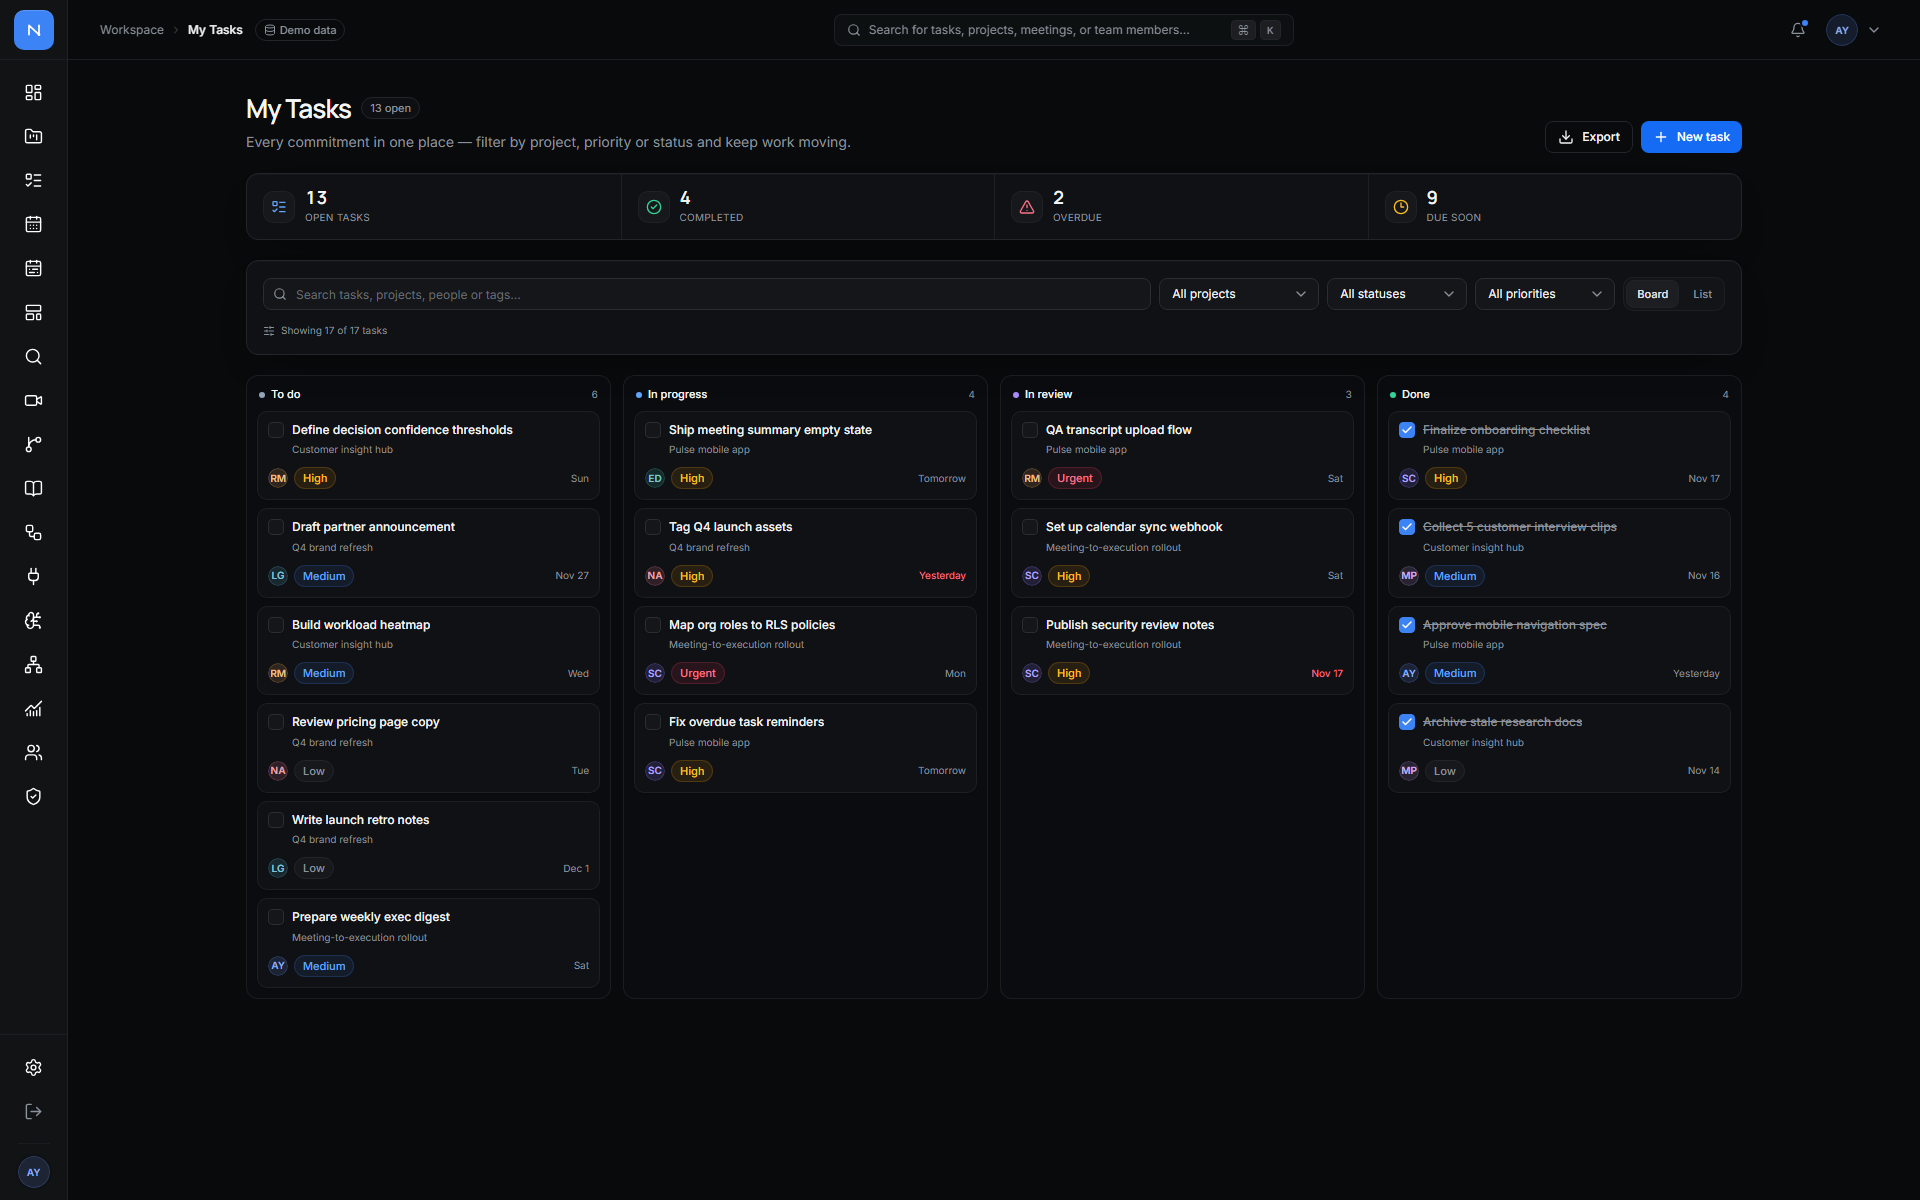 N
Workspace > My Tasks Demo data
Search for tasks, projects, meetings, or team members... ⌘ K
AY
My Tasks 13 open
Every commitment in one place — filter by project, priority or status and keep work moving.
Export
New task
13
OPEN TASKS
4
COMPLETED
2
OVERDUE
9
DUE SOON
Search tasks, projects, people or tags...
All projects
All statuses
All priorities
Board
List
Showing 17 of 17 tasks
To do 6
Define decision confidence thresholds
Customer insight hub
RM High Sun
Draft partner announcement
Q4 brand refresh
LG Medium Nov 27
Build workload heatmap
Customer insight hub
RM Medium Wed
Review pricing page copy
Q4 brand refresh
NA Low Tue
Write launch retro notes
Q4 brand refresh
LG Low Dec 1
Prepare weekly exec digest
Meeting-to-execution rollout
AY Medium Sat
In progress 4
Ship meeting summary empty state
Pulse mobile app
ED High Tomorrow
Tag Q4 launch assets
Q4 brand refresh
NA High Yesterday
Map org roles to RLS policies
Meeting-to-execution rollout
SC Urgent Mon
Fix overdue task reminders
Pulse mobile app
SC High Tomorrow
In review 3
QA transcript upload flow
Pulse mobile app
RM Urgent Sat
Set up calendar sync webhook
Meeting-to-execution rollout
SC High Sat
Publish security review notes
Meeting-to-execution rollout
SC High Nov 17
Done 4
Finalize onboarding checklist
Pulse mobile app
SC High Nov 17
Collect 5 customer interview clips
Customer insight hub
MP Medium Nov 16
Approve mobile navigation spec
Pulse mobile app
AY Medium Yesterday
Archive stale research docs
Customer insight hub
MP Low Nov 14
AY